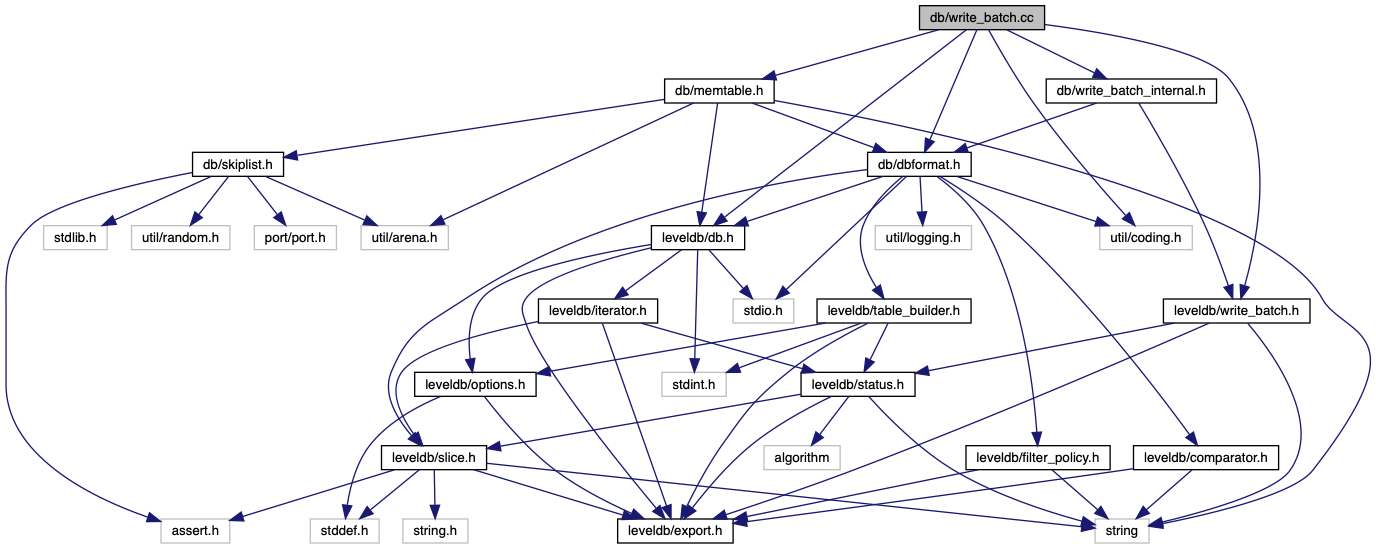 db/write_batch.cc
db/memtable.h
db/write_batch_internal.h
db/skiplist.h
db/dbformat.h
stdlib.h
util/random.h
port/port.h
util/arena.h
leveldb/db.h
util/logging.h
util/coding.h
leveldb/iterator.h
stdio.h
leveldb/table_builder.h
leveldb/write_batch.h
leveldb/options.h
stdint.h
leveldb/status.h
leveldb/slice.h
algorithm
leveldb/filter_policy.h
leveldb/comparator.h
assert.h
stddef.h
string.h
leveldb/export.h
string